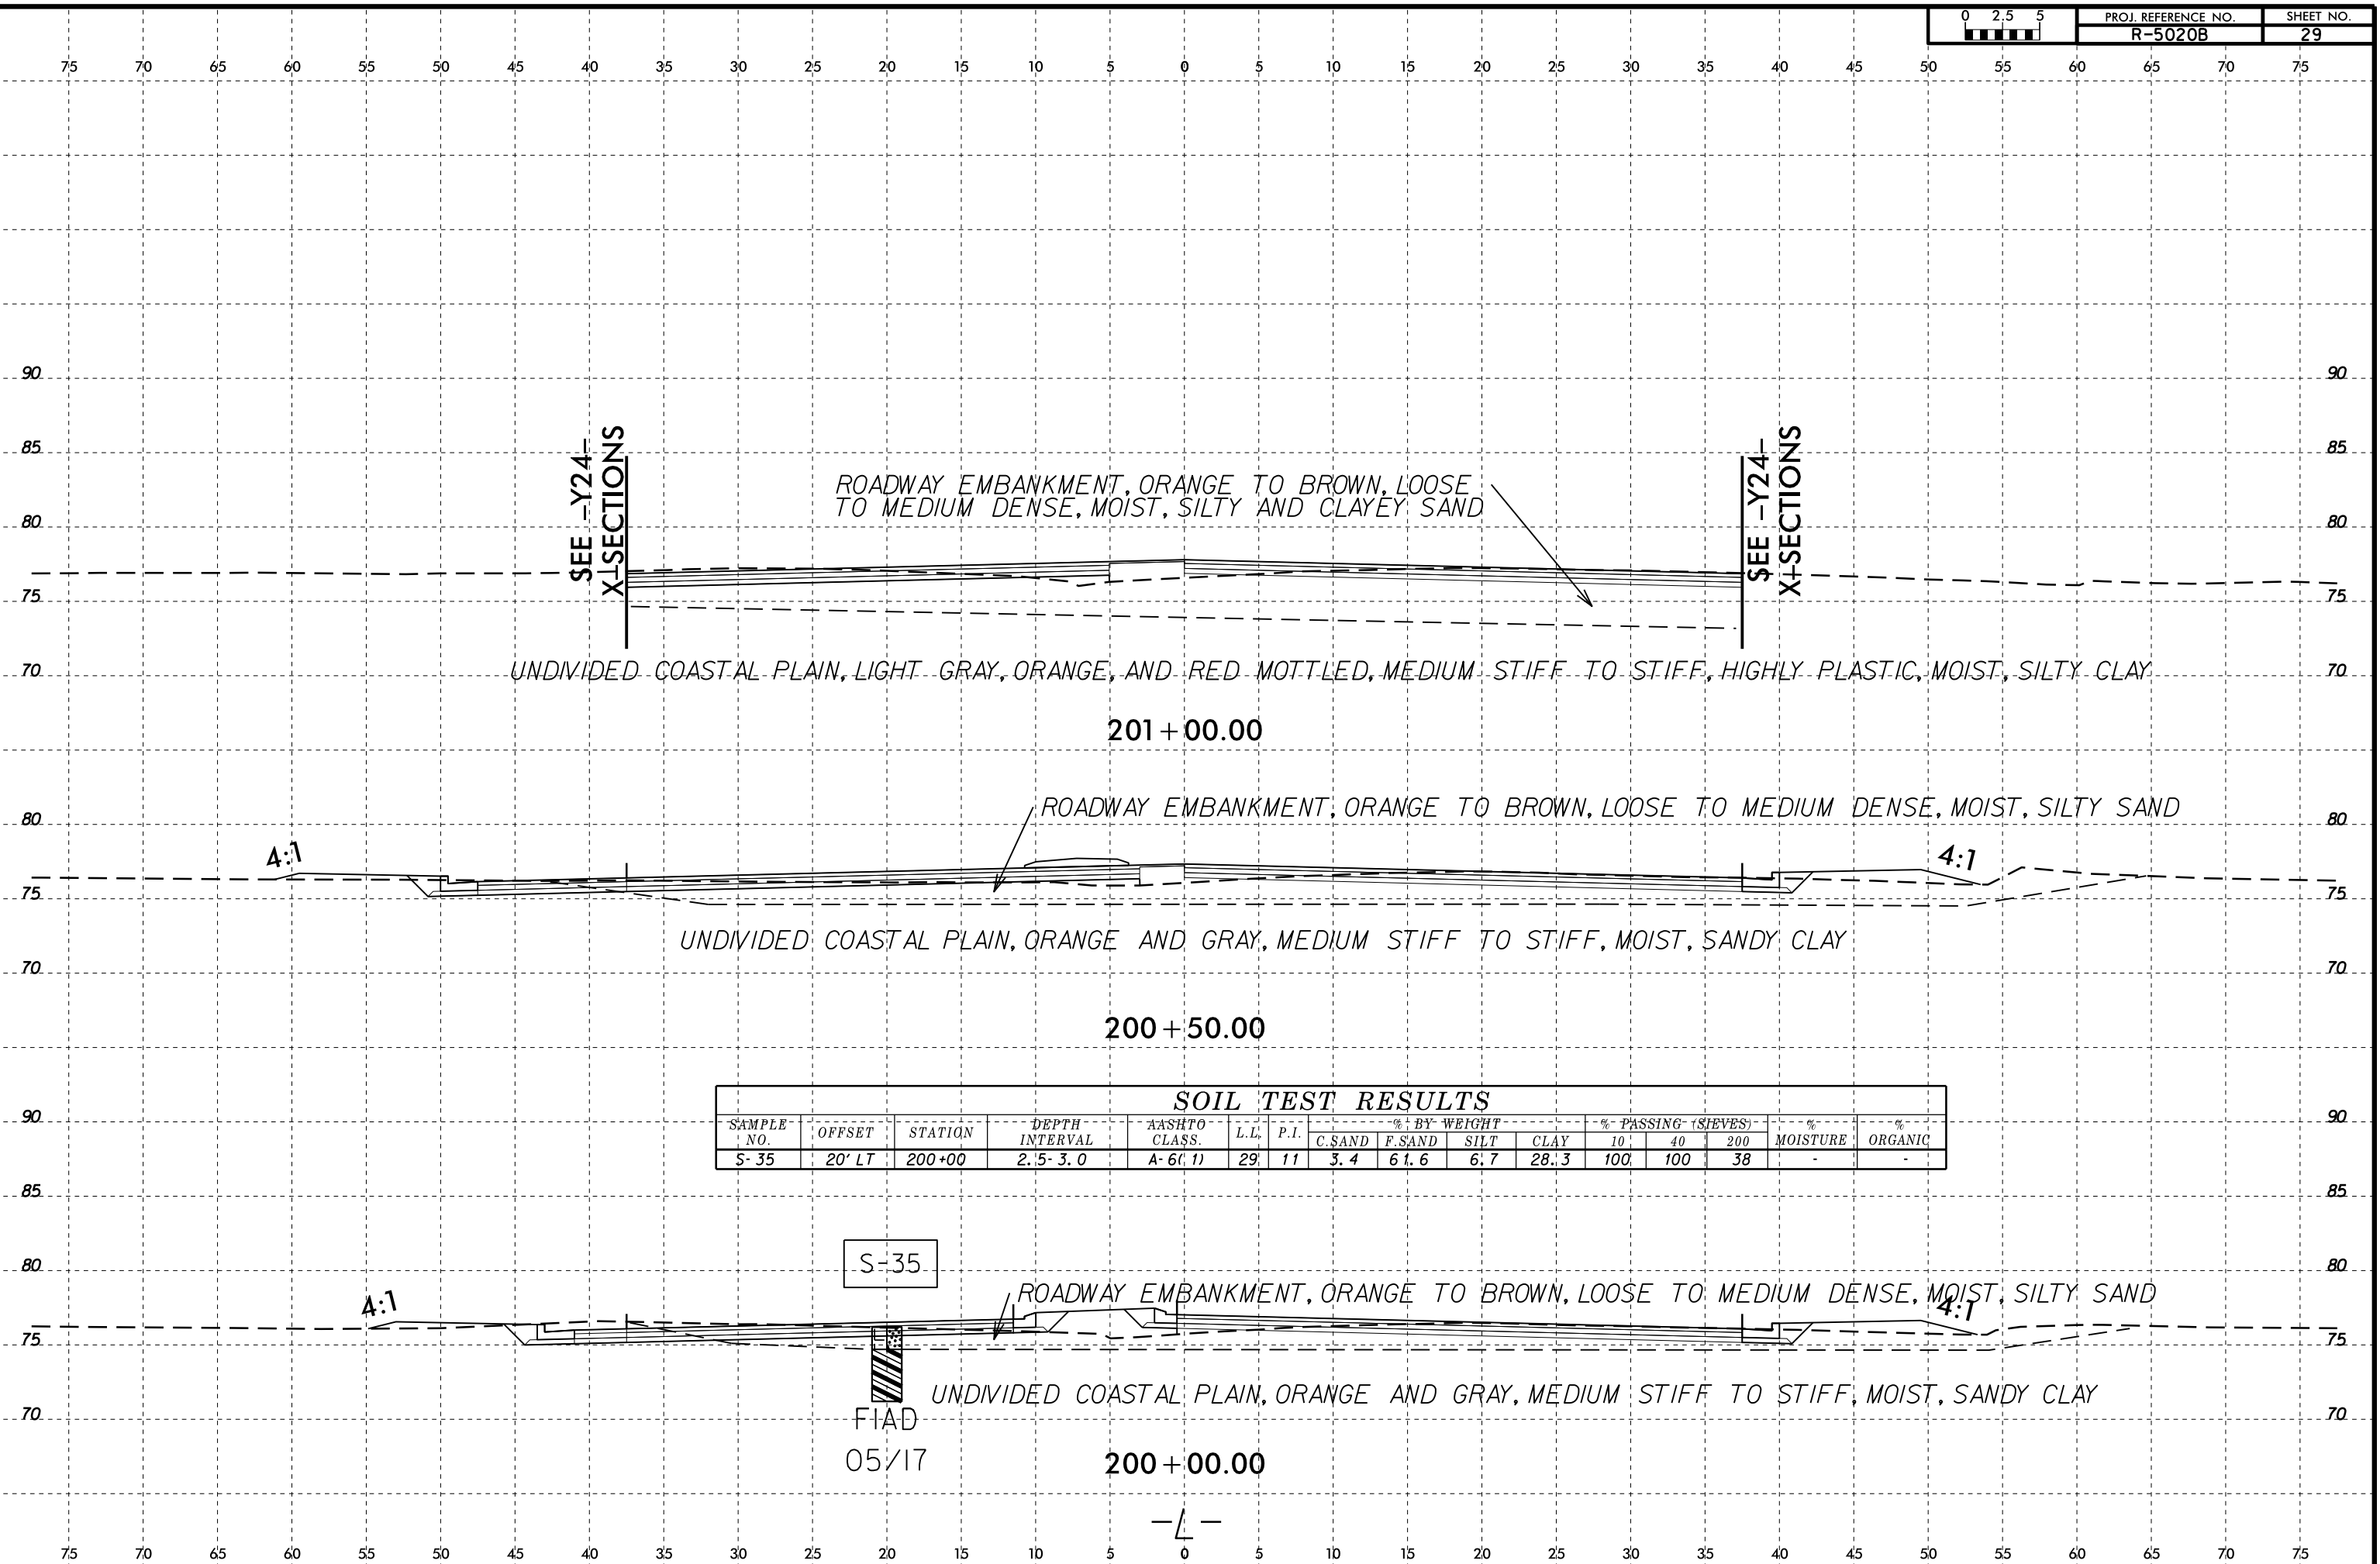 0 2.5 5
PROJ. REFERENCE NO.
SHEET NO.
R-5020B
29
75 70 65 60 55 50 45 40 35 30 25 20 15 10 5 0 5 10 15 20 25 30 35 40 45 50 55 60 65 70 75
90 90
85 85
SEE -Y24-
X-SECTIONS
ROADWAY EMBANKMENT, ORANGE TO BROWN, LOOSE
TO MEDIUM DENSE, MOIST, SILTY AND CLAYEY SAND
SEE -Y24-
X-SECTIONS
80 80
75 75
70 70
UNDIVIDED COASTAL PLAIN, LIGHT GRAY, ORANGE, AND RED MOTTLED, MEDIUM STIFF TO STIFF, HIGHLY PLASTIC, MOIST, SILTY CLAY
201+00.00
ROADWAY EMBANKMENT, ORANGE TO BROWN, LOOSE TO MEDIUM DENSE, MOIST, SILTY SAND
80 80
4:1 4:1
75 75
UNDIVIDED COASTAL PLAIN, ORANGE AND GRAY, MEDIUM STIFF TO STIFF, MOIST, SANDY CLAY
70 70
200+50.00
SOIL TEST RESULTS
SAMPLE NO. OFFSET STATION DEPTH INTERVAL AASHTO CLASS. L.L. P.I. % BY WEIGHT % PASSING (SIEVES) % MOISTURE % ORGANIC
C.SAND F.SAND SILT CLAY 10 40 200
S-35 20' LT 200+00 2.5-3.0 A-6(1) 29 11 3.4 61.6 6.7 28.3 100 100 38 - -
90 90
85 85
S-35
80 80
ROADWAY EMBANKMENT, ORANGE TO BROWN, LOOSE TO MEDIUM DENSE, MOIST, SILTY SAND
4:1 4:1
75 75
UNDIVIDED COASTAL PLAIN, ORANGE AND GRAY, MEDIUM STIFF TO STIFF, MOIST, SANDY CLAY
70 70
FIAD
05/17
200+00.00
-L-
75 70 65 60 55 50 45 40 35 30 25 20 15 10 5 0 5 10 15 20 25 30 35 40 45 50 55 60 65 70 75